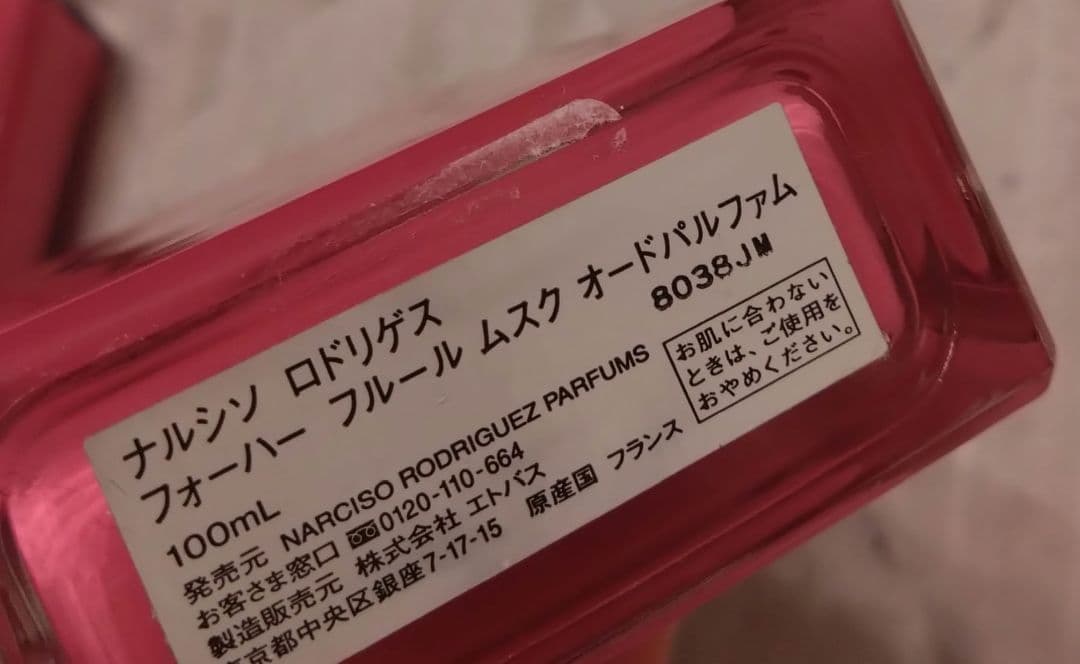 ナルシソ ロドリゲス
フォーハー フルール ムスク オードパルファム
100mL 8038JM
発売元 NARCISO RODRIGUEZ PARFUMS
お客さま窓口 0120-110-664
製造販売元 株式会社 エトバス
東京都中央区銀座7-17-15 原産国 フランス
お肌に合わない
ときは、ご使用を
おやめください。